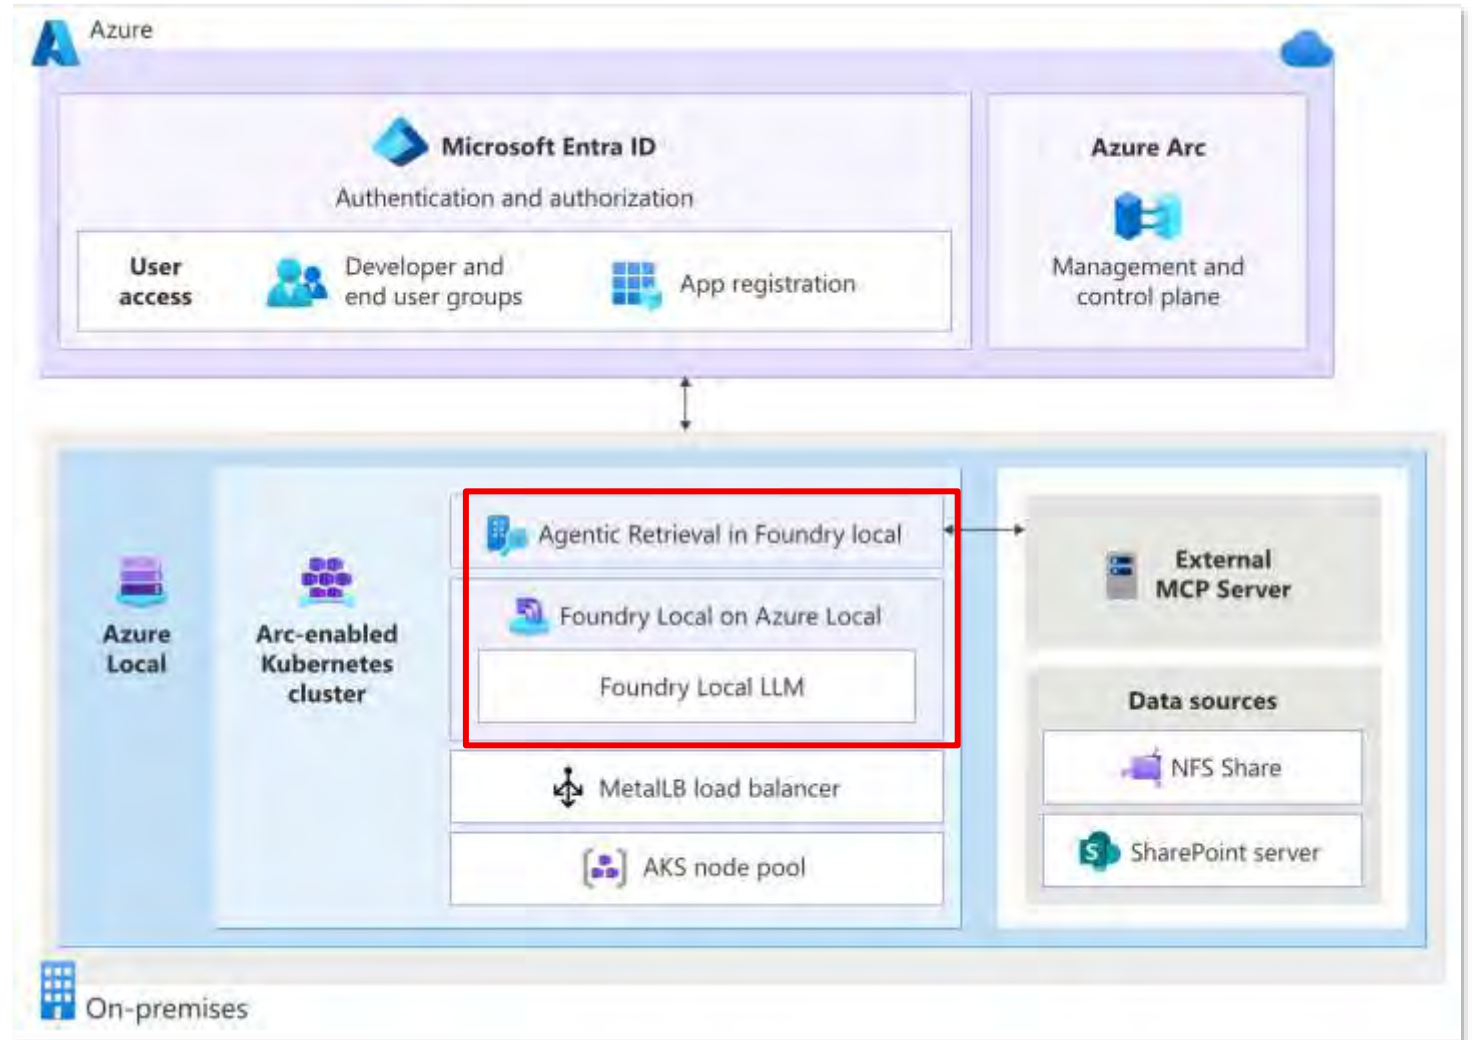 Azure
Microsoft Entra ID
Authentication and authorization
User
access
Developer and
end user groups
App registration
Azure Arc
Management and
control plane
Azure
Local
Arc-enabled
Kubernetes
cluster
Agentic Retrieval in Foundry local
Foundry Local on Azure Local
Foundry Local LLM
MetalLB load balancer
AKS node pool
External
MCP Server
Data sources
NFS Share
S
SharePoint server
On-premises